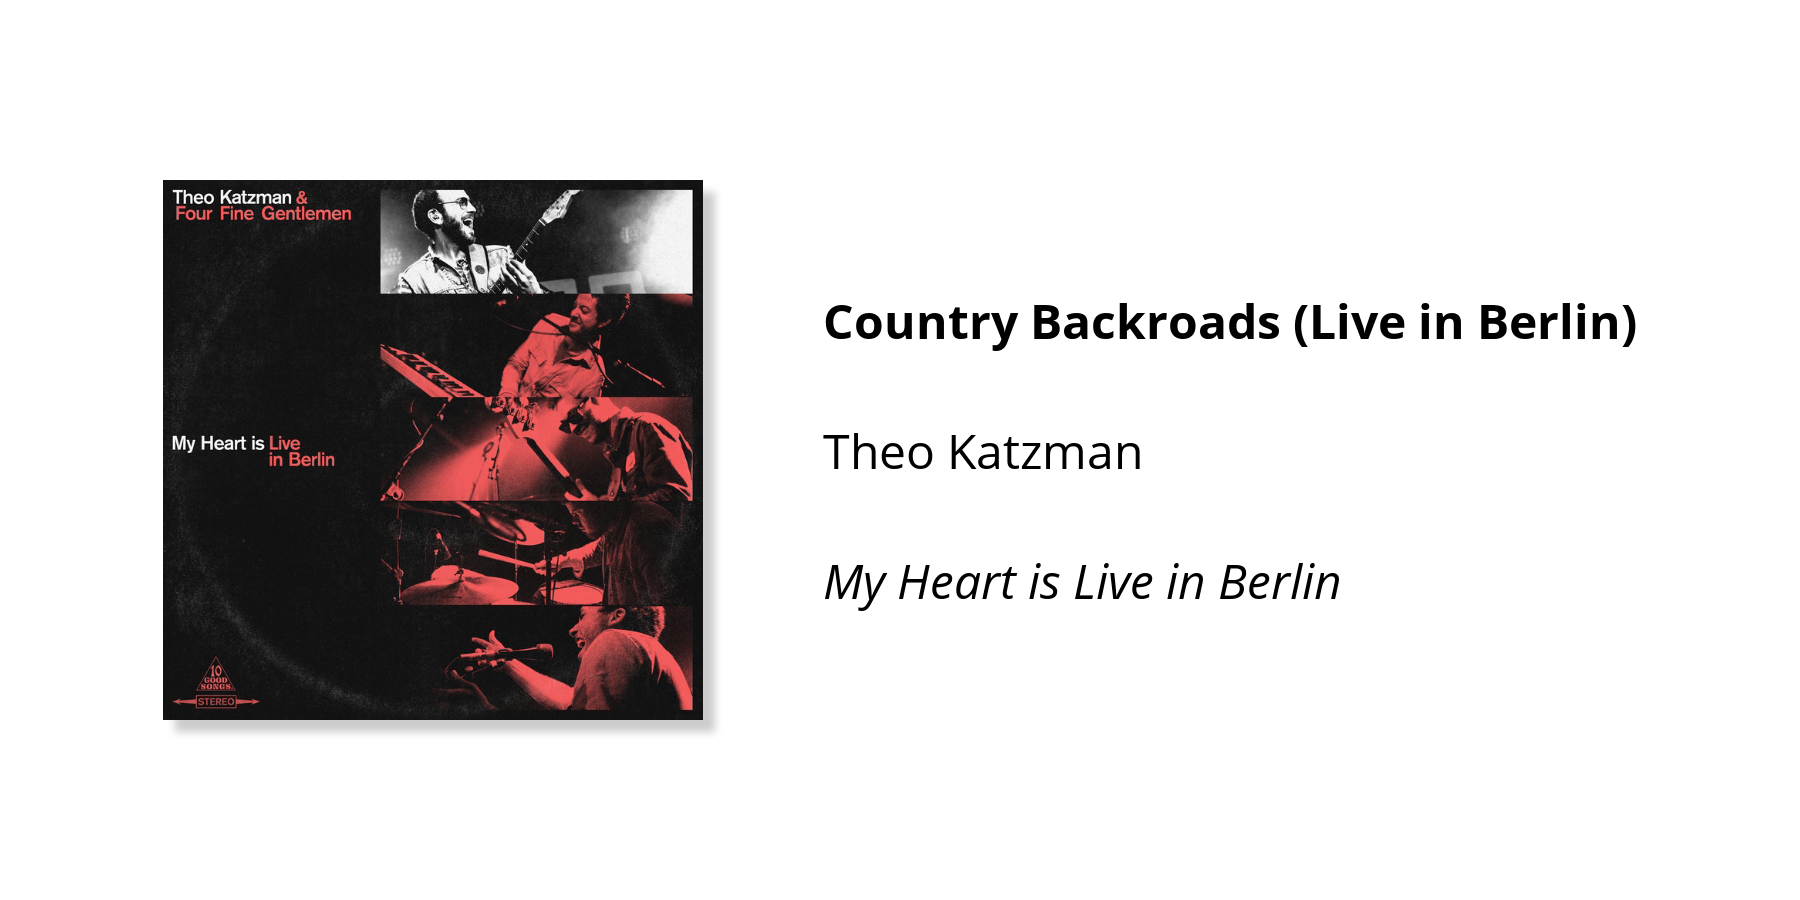 Theo Katzman &
Four Fine Gentlemen
My Heart is Live
in Berlin
10
GOOD
SONGS
STEREO
Country Backroads (Live in Berlin)
Theo Katzman
My Heart is Live in Berlin